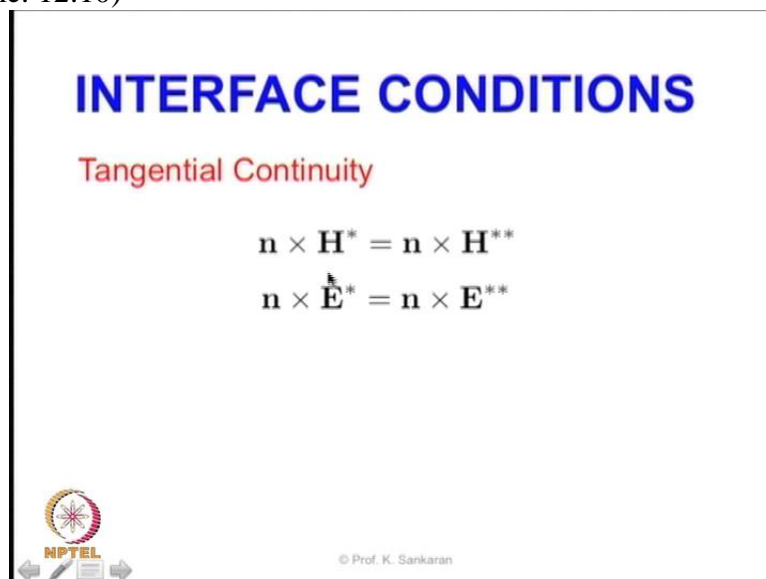 INTERFACE CONDITIONS
Tangential Continuity
n × H* = n × H**
n × E* = n × E**
NPTEL
© Prof. K. Sankaran